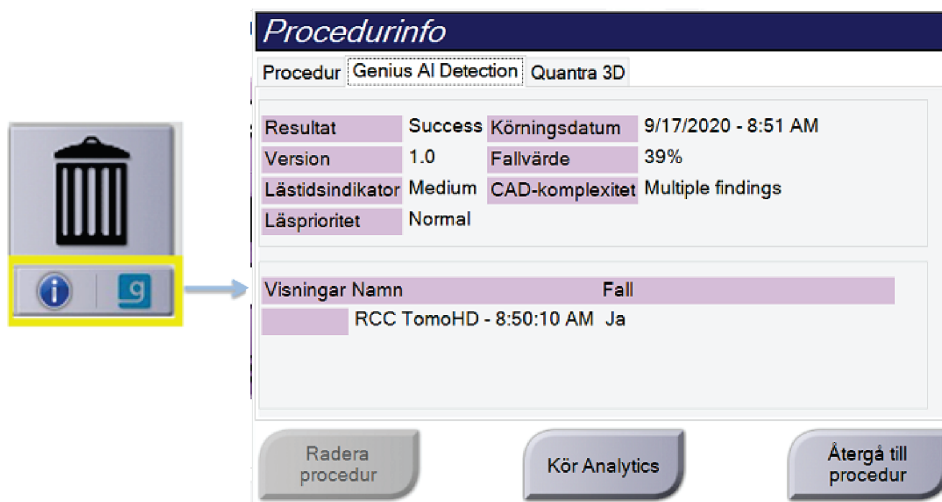 Procedurinfo
Procedur Genius AI Detection Quantra 3D
Resultat Success Körningsdatum 9/17/2020 - 8:51 AM
Version 1.0 Fallvärde 39%
Lästidsindikator Medium CAD-komplexitet Multiple findings
Läsprioritet Normal
i g
Visningar Namn Fall
RCC TomoHD - 8:50:10 AM Ja
Radera procedur
Kör Analytics
Återgå till procedur